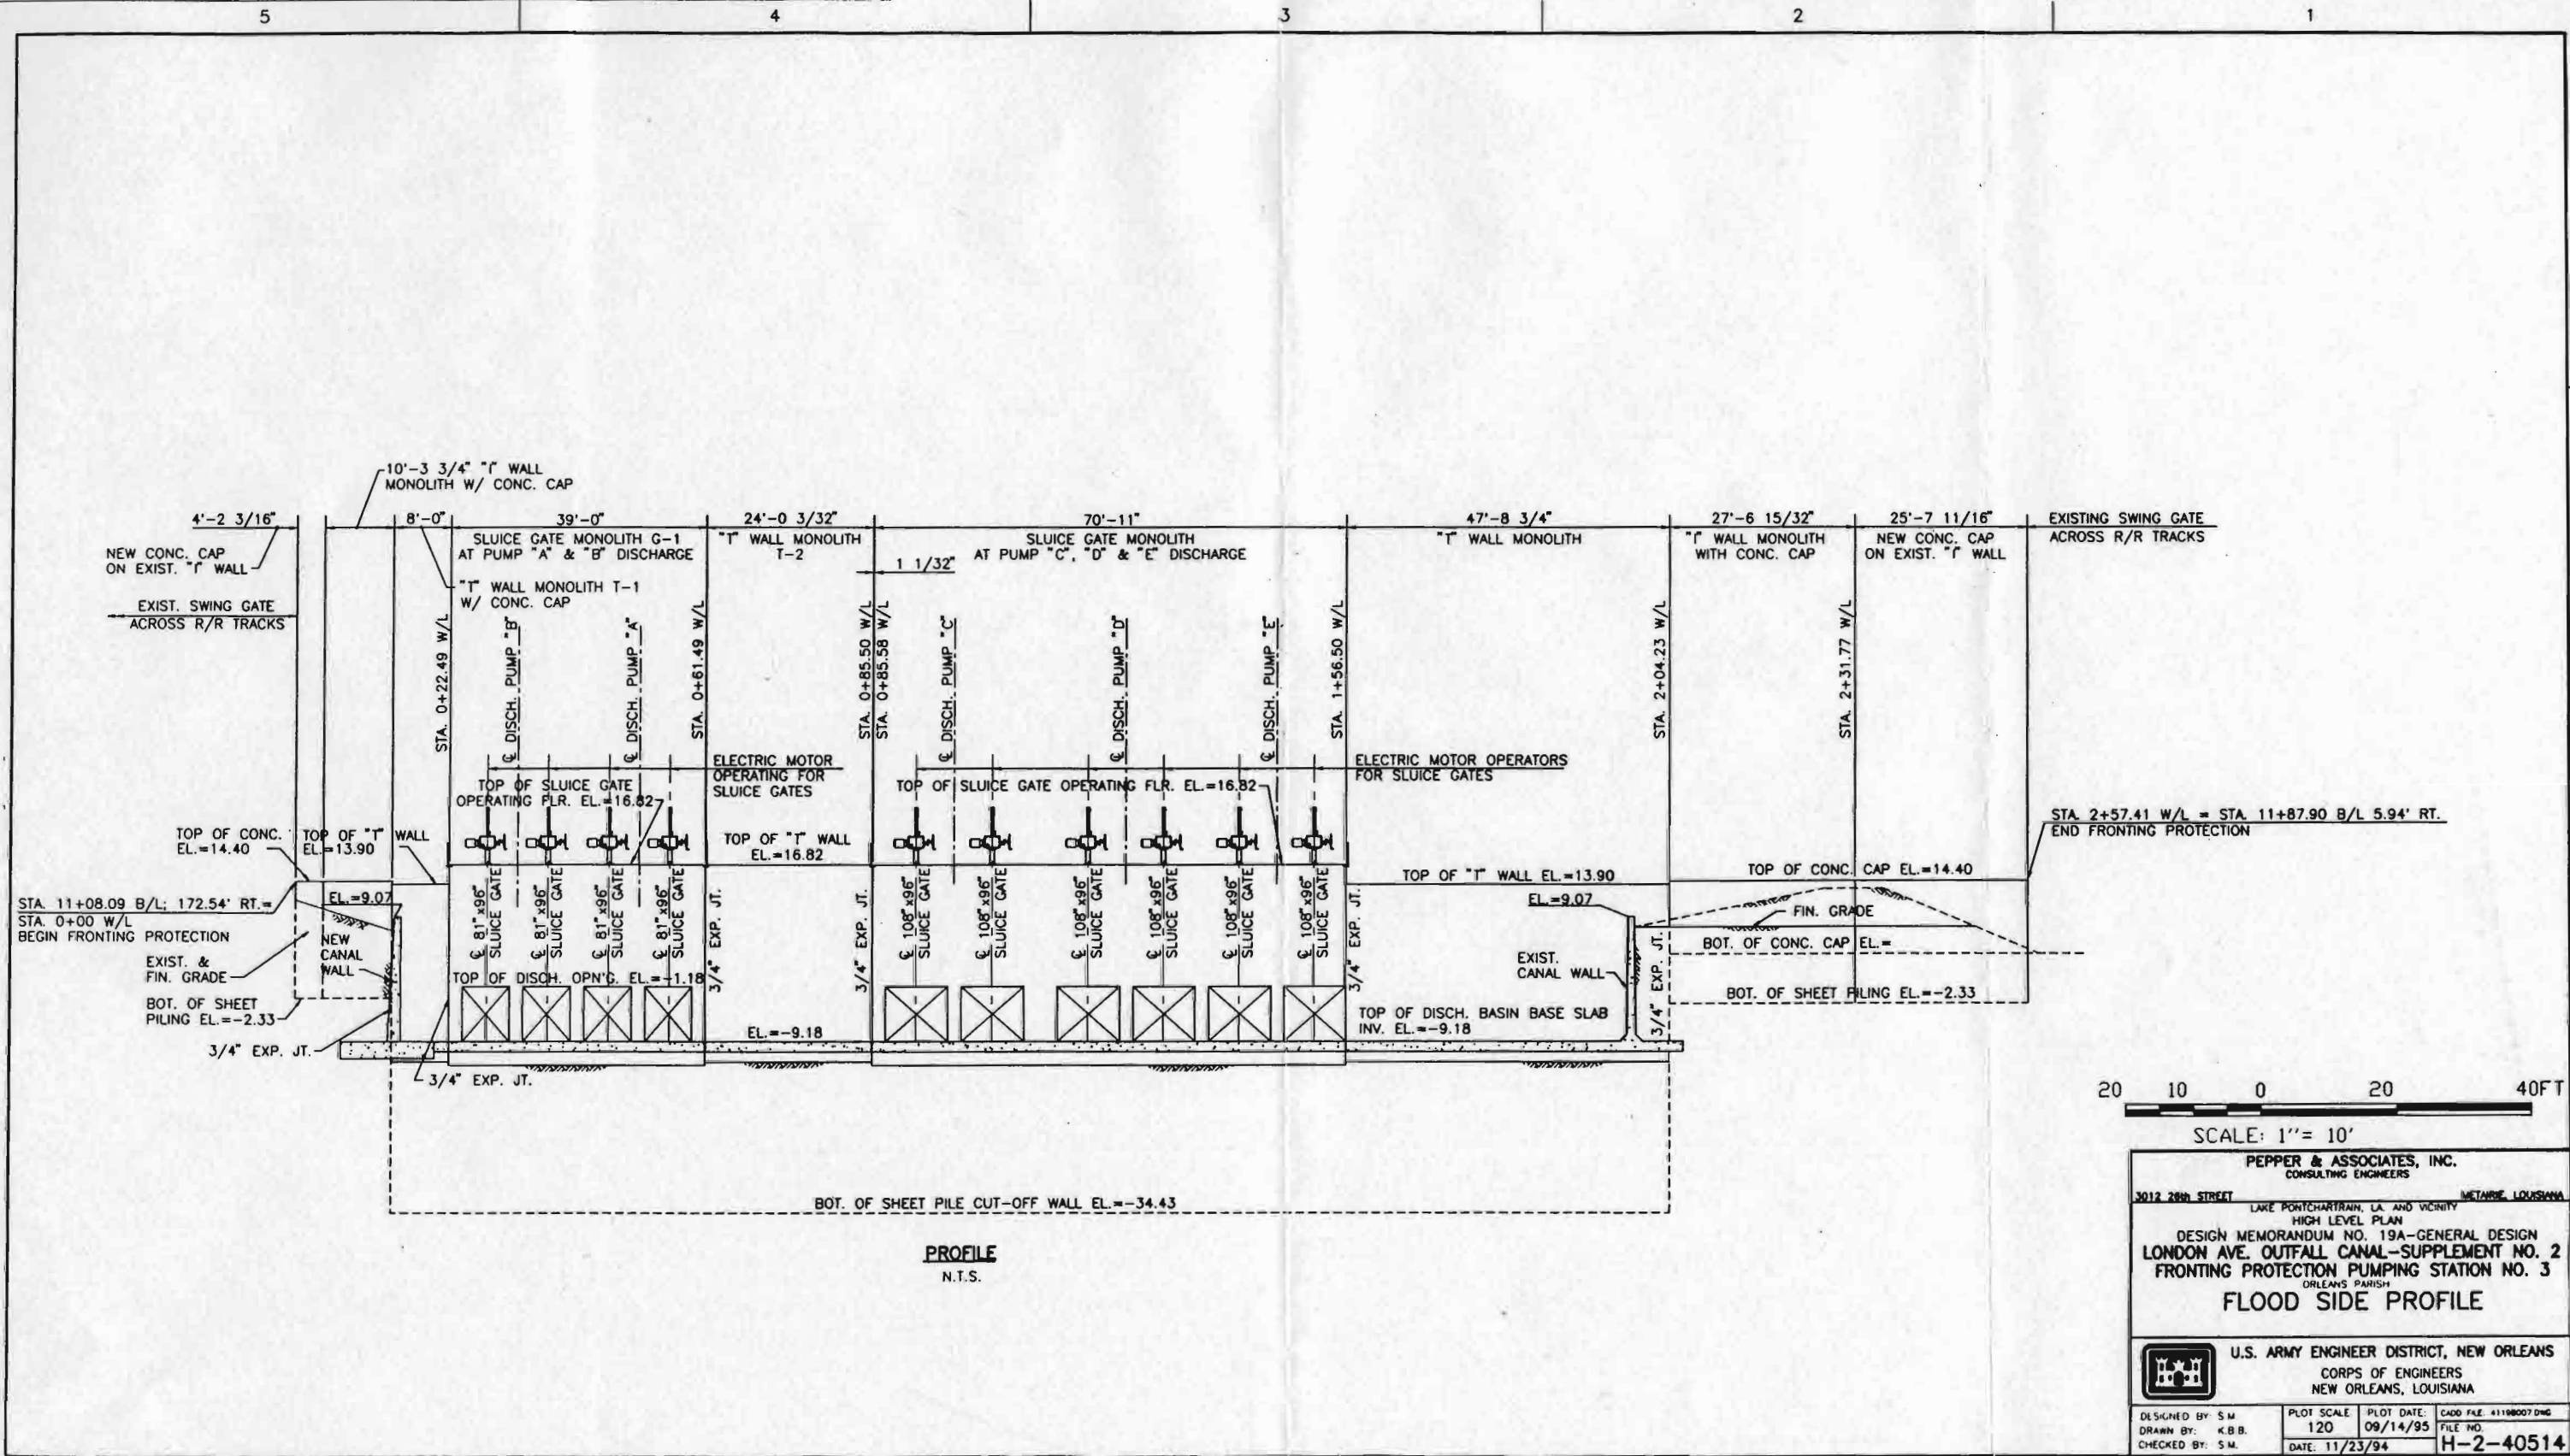 5
4
3
2
1
10'-3 3/4" "I" WALL
MONOLITH W/ CONC. CAP
4'-2 3/16"
8'-0"
39'-0"
24'-0 3/32"
70'-11"
47'-8 3/4"
27'-6 15/32"
25'-7 11/16"
EXISTING SWING GATE
ACROSS R/R TRACKS
NEW CONC. CAP
ON EXIST. "I" WALL
SLUICE GATE MONOLITH G-1
AT PUMP "A" & "B" DISCHARGE
"T" WALL MONOLITH
T-2
SLUICE GATE MONOLITH
AT PUMP "C", "D" & "E" DISCHARGE
1 1/32"
"T" WALL MONOLITH
"I" WALL MONOLITH
WITH CONC. CAP
NEW CONC. CAP
ON EXIST. "I" WALL
"T" WALL MONOLITH T-1
W/ CONC. CAP
EXIST. SWING GATE
ACROSS R/R TRACKS
STA. 0+22.49 W/L
℄ DISCH. PUMP "B"
℄ DISCH. PUMP "A"
STA. 0+61.49 W/L
STA. 0+85.50 W/L
STA. 0+85.58 W/L
℄ DISCH. PUMP "C"
℄ DISCH. PUMP "D"
℄ DISCH. PUMP "E"
STA. 1+56.50 W/L
STA. 2+04.23 W/L
STA. 2+31.77 W/L
ELECTRIC MOTOR
OPERATING FOR
SLUICE GATES
ELECTRIC MOTOR OPERATORS
FOR SLUICE GATES
TOP OF SLUICE GATE
OPERATING FLR. EL.=16.82
TOP OF SLUICE GATE OPERATING FLR. EL.=16.82
TOP OF CONC.
EL.=14.40
TOP OF "T" WALL
EL.=13.90
TOP OF "T" WALL
EL.=16.82
STA. 2+57.41 W/L = STA. 11+87.90 B/L 5.94' RT.
END FRONTING PROTECTION
TOP OF "T" WALL EL.=13.90
TOP OF CONC. CAP EL.=14.40
STA. 11+08.09 B/L; 172.54' RT.=
STA. 0+00 W/L
BEGIN FRONTING PROTECTION
EL.=9.07
EL.=9.07
FIN. GRADE
℄ 81"x96"
SLUICE GATE
℄ 81"x96"
SLUICE GATE
℄ 81"x96"
SLUICE GATE
℄ 81"x96"
SLUICE GATE
3/4" EXP. JT.
3/4" EXP. JT.
℄ 108"x96"
SLUICE GATE
℄ 108"x96"
SLUICE GATE
℄ 108"x96"
SLUICE GATE
℄ 108"x96"
SLUICE GATE
℄ 108"x96"
SLUICE GATE
℄ 108"x96"
SLUICE GATE
3/4" EXP. JT.
3/4" EXP. JT.
NEW
CANAL
WALL
EXIST. &
FIN. GRADE
BOT. OF CONC. CAP EL.=
EXIST.
CANAL WALL
TOP OF DISCH. OPN'G. EL.=-1.18
BOT. OF SHEET
PILING EL.=-2.33
BOT. OF SHEET PILING EL.=-2.33
TOP OF DISCH. BASIN BASE SLAB
INV. EL.=-9.18
EL.=-9.18
3/4" EXP. JT.
3/4" EXP. JT.
BOT. OF SHEET PILE CUT-OFF WALL EL.=-34.43
PROFILE
N.T.S.
20 10 0 20 40FT
SCALE: 1''= 10'
PEPPER & ASSOCIATES, INC.
CONSULTING ENGINEERS
3012 26th STREET METAIRIE, LOUISIANA
LAKE PONTCHARTRAIN, LA. AND VICINITY
HIGH LEVEL PLAN
DESIGN MEMORANDUM NO. 19A-GENERAL DESIGN
LONDON AVE. OUTFALL CANAL-SUPPLEMENT NO. 2
FRONTING PROTECTION PUMPING STATION NO. 3
ORLEANS PARISH
FLOOD SIDE PROFILE
U.S. ARMY ENGINEER DISTRICT, NEW ORLEANS
CORPS OF ENGINEERS
NEW ORLEANS, LOUISIANA
DESIGNED BY: S.M.
DRAWN BY: K.B.B.
CHECKED BY: S.M.
PLOT SCALE
120
PLOT DATE:
09/14/95
DATE: 11/23/94
CADD FILE. 41198007.DWG
FILE NO.
H-2-40514